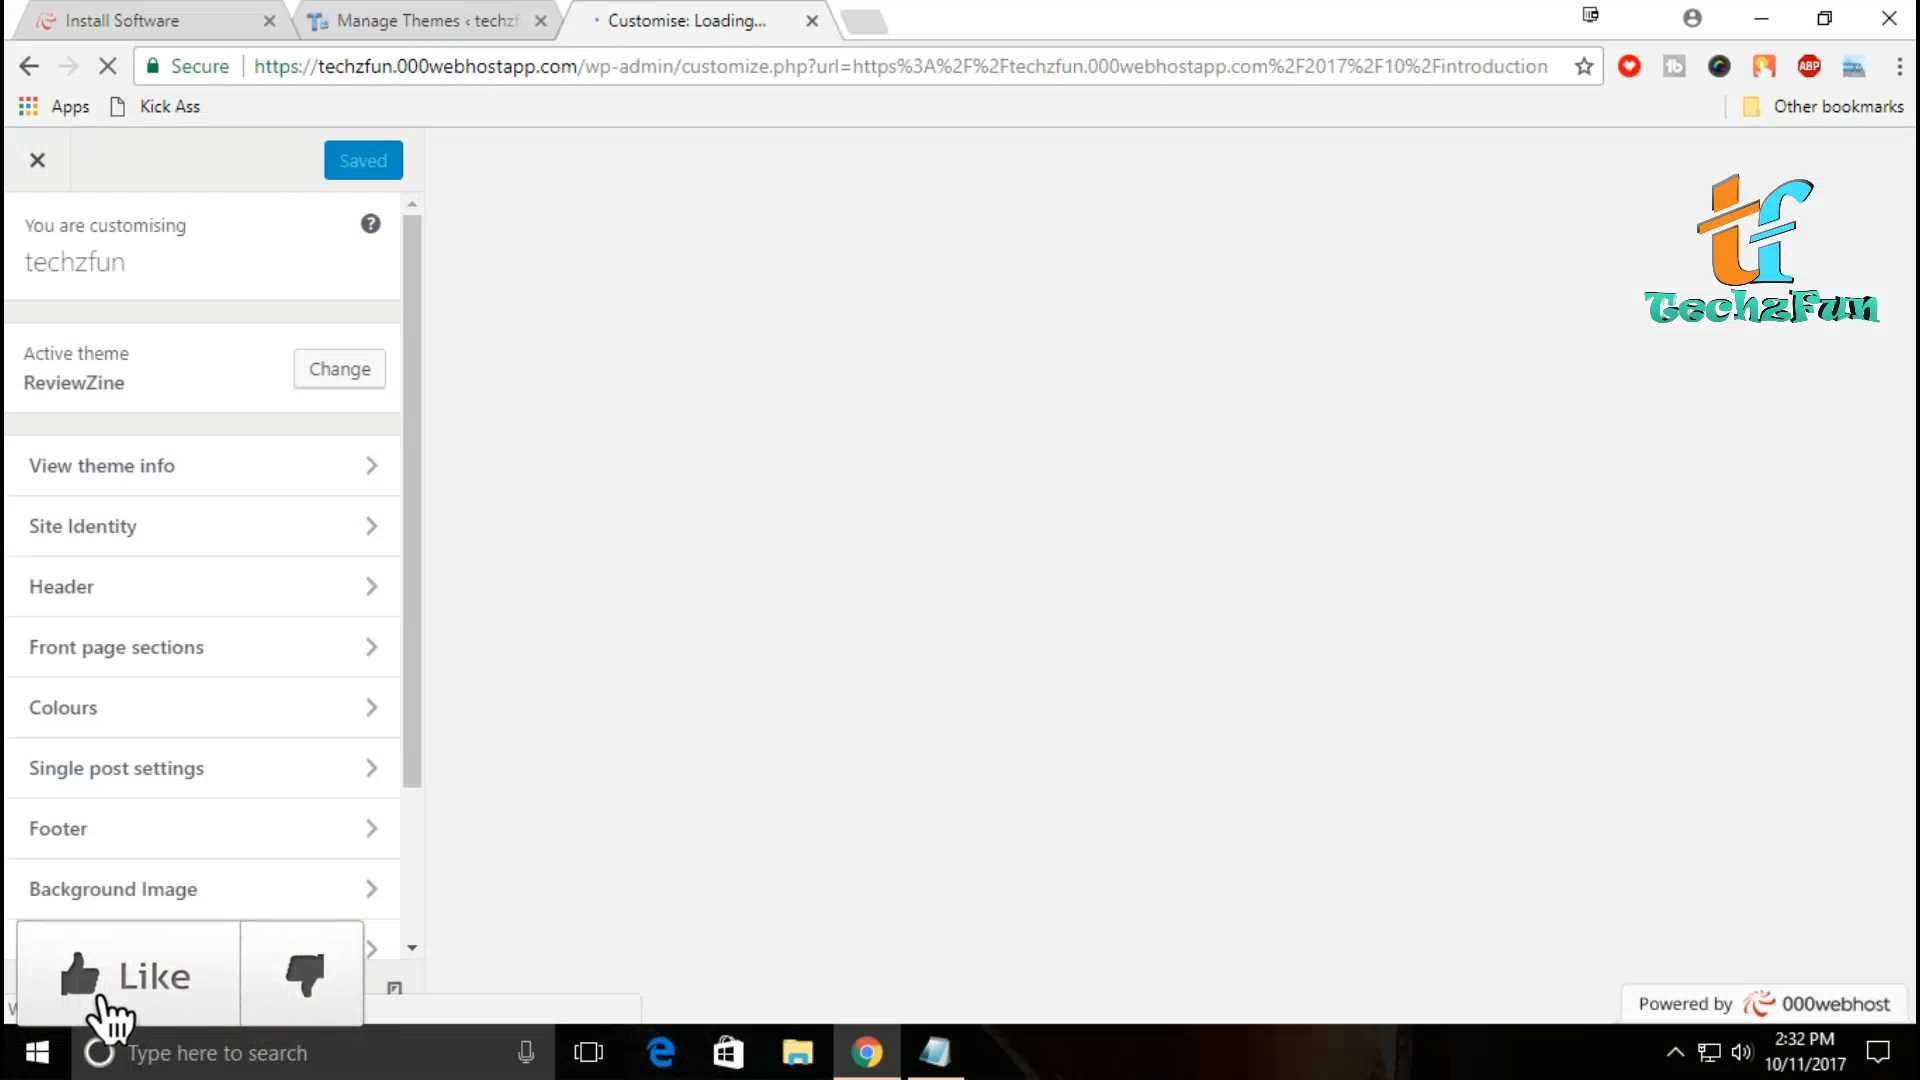 Install Software
Manage Themes ‹ techzf
Customise: Loading...
Secure
https://techzfun.000webhostapp.com/wp-admin/customize.php?url=https%3A%2F%2Ftechzfun.000webhostapp.com%2F2017%2F10%2Fintroduction
ABP
Apps
Kick Ass
Other bookmarks
Saved
You are customising
techzfun
tf
TechzFun
Active theme
ReviewZine
Change
View theme info
Site Identity
Header
Front page sections
Colours
Single post settings
Footer
Background Image
Like
Powered by 000webhost
Type here to search
2:32 PM
10/11/2017